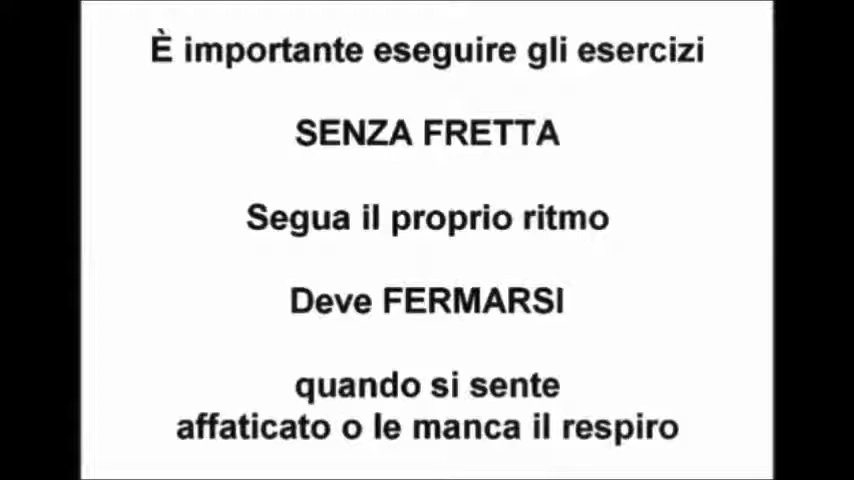 È importante eseguire gli esercizi
SENZA FRETTA
Segua il proprio ritmo
Deve FERMARSI
quando si sente
affaticato o le manca il respiro